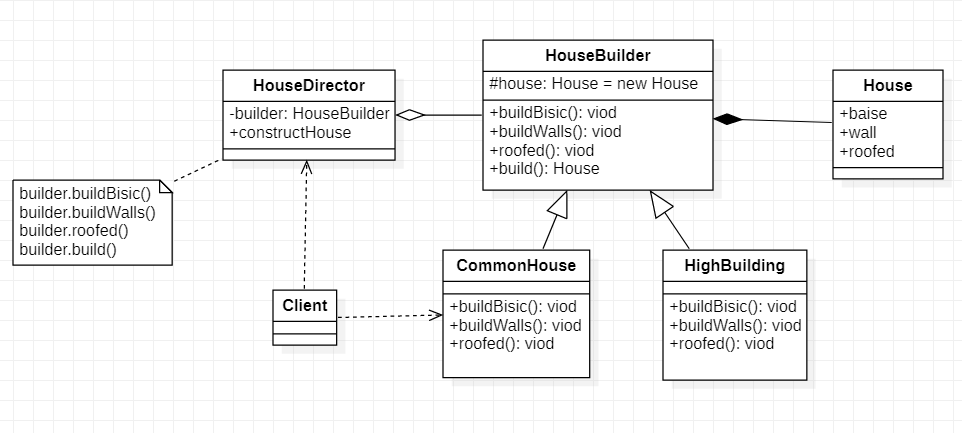 HouseBuilder
#house: House = new House
+buildBisic(): viod
+buildWalls(): viod
+roofed(): viod
+build(): House
HouseDirector
-builder: HouseBuilder
+constructHouse
House
+baise
+wall
+roofed
builder.buildBisic()
builder.buildWalls()
builder.roofed()
builder.build()
Client
CommonHouse
+buildBisic(): viod
+buildWalls(): viod
+roofed(): viod
HighBuilding
+buildBisic(): viod
+buildWalls(): viod
+roofed(): viod